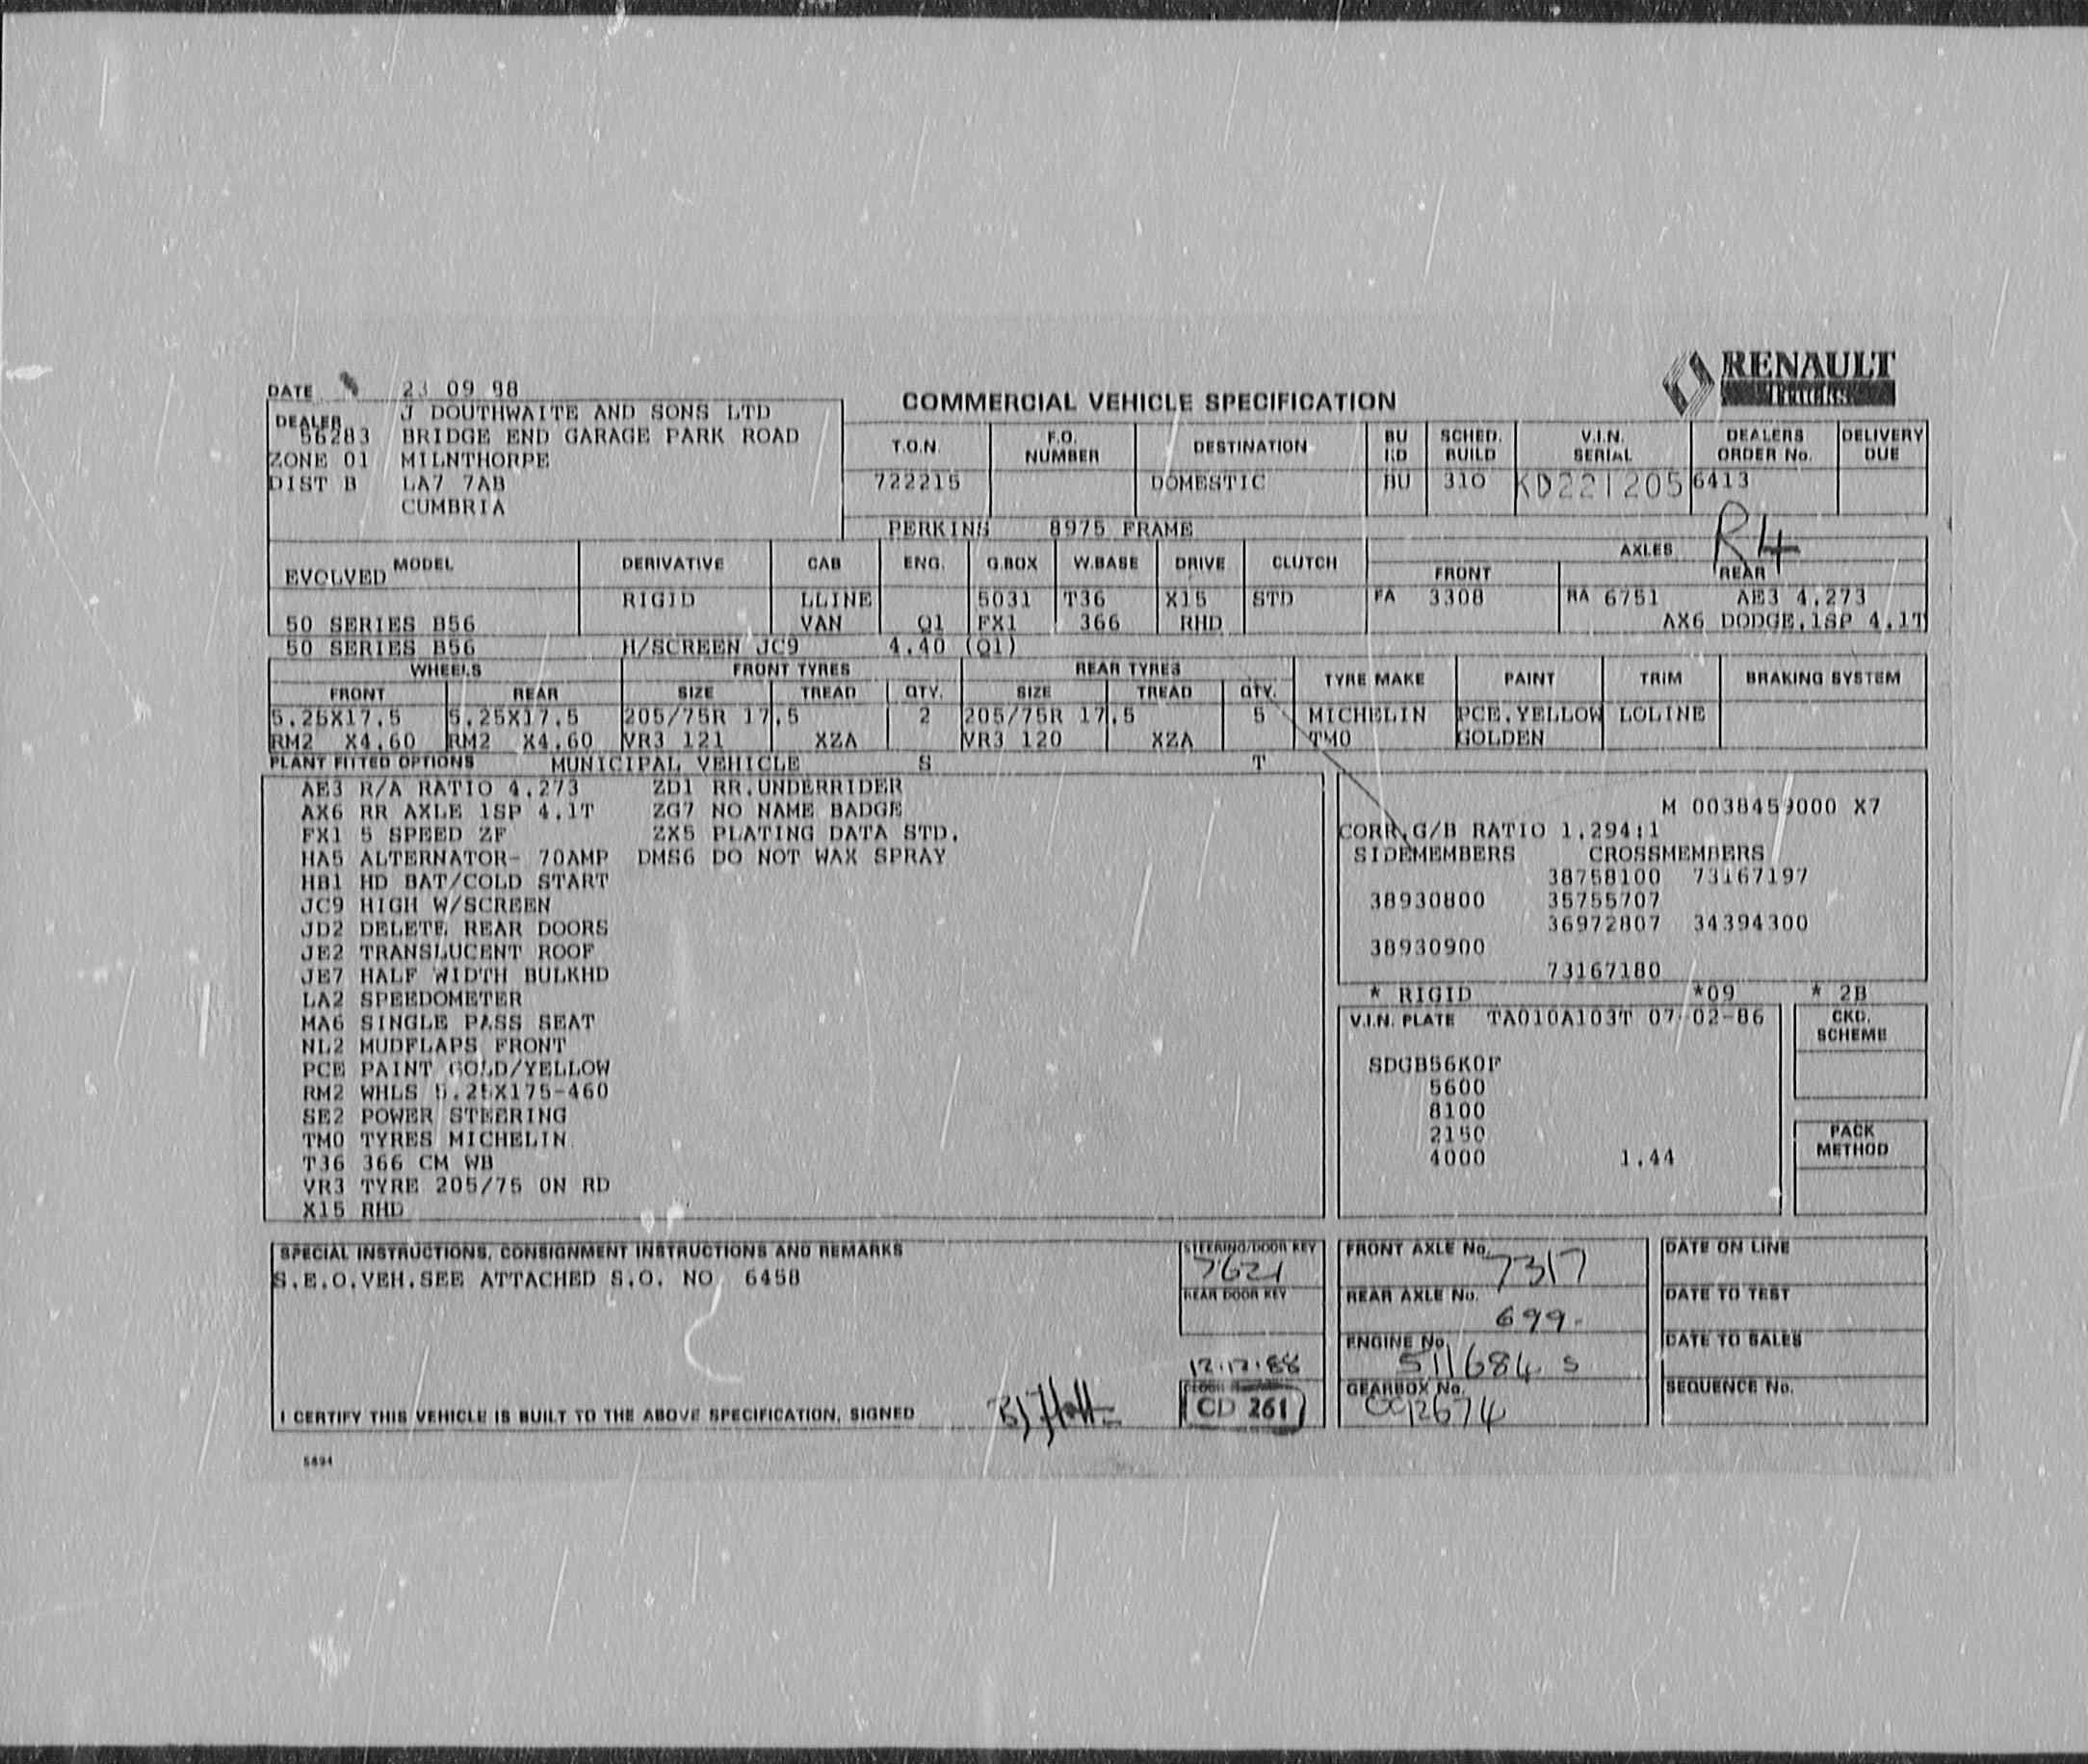 RENAULT
Trucks
DATE 23 09 98
COMMERCIAL VEHICLE SPECIFICATION
DEALER J DOUTHWAITE AND SONS LTD
56283 BRIDGE END GARAGE PARK ROAD
ZONE 01 MILNTHORPE
DIST B LA7 7AB
CUMBRIA
T.O.N. F.O. NUMBER DESTINATION BU KD SCHED. BUILD V.I.N. SERIAL DEALERS ORDER No. DELIVERY DUE
722215 DOMESTIC BU 310 KD221205 6413
PERKINS 8975 FRAME
R4
MODEL DERIVATIVE CAB ENG. G.BOX W.BASE DRIVE CLUTCH AXLES
EVOLVED FRONT REAR
RIGID LLINE 5031 T36 X15 STD FA 3308 RA 6751 AE3 4.273
50 SERIES B56 VAN Q1 FX1 366 RHD AX6 DODGE,1SP 4.1T
50 SERIES B56 H/SCREEN JC9 4.40 (Q1)
WHEELS FRONT TYRES REAR TYRES TYRE MAKE PAINT TRIM BRAKING SYSTEM
FRONT REAR SIZE TREAD QTY. SIZE TREAD QTY.
5.25X17.5 5.25X17.5 205/75R 17.5 2 205/75R 17.5 5 MICHELIN PCE.YELLOW LOLINE
RM2 X4.60 RM2 X4.60 VR3 121 XZA VR3 120 XZA TMO GOLDEN
PLANT FITTED OPTIONS MUNICIPAL VEHICLE S T
AE3 R/A RATIO 4.273 ZD1 RR.UNDERRIDER
AX6 RR AXLE 1SP 4.1T ZG7 NO NAME BADGE
FX1 5 SPEED ZF ZX5 PLATING DATA STD.
HA5 ALTERNATOR- 70AMP DMS6 DO NOT WAX SPRAY
HB1 HD BAT/COLD START
JC9 HIGH W/SCREEN
JD2 DELETE REAR DOORS
JE2 TRANSLUCENT ROOF
JE7 HALF WIDTH BULKHD
LA2 SPEEDOMETER
MA6 SINGLE PASS SEAT
NL2 MUDFLAPS FRONT
PCE PAINT GOLD/YELLOW
RM2 WHLS 5.25X175-460
SE2 POWER STEERING
TMO TYRES MICHELIN
T36 366 CM WB
VR3 TYRE 205/75 ON RD
X15 RHD
M 0038459000 X7
CORR,G/B RATIO 1.294:1
SIDEMEMBERS CROSSMEMBERS
38758100 73167197
38930800 35755707
36972807 34394300
38930900
73167180
* RIGID *09 * 2B
V.I.N. PLATE TA010A103T 07-02-86
SDGB56K0F
5600
8100
2150
4000 1.44
CKD. SCHEME
PACK METHOD
SPECIAL INSTRUCTIONS, CONSIGNMENT INSTRUCTIONS AND REMARKS
S.E.O.VEH.SEE ATTACHED S.O. NO 6458
STEERING/DOOR KEY
7621
REAR DOOR KEY
12.12.88
CD 261
I CERTIFY THIS VEHICLE IS BUILT TO THE ABOVE SPECIFICATION, SIGNED
FRONT AXLE No. 7317
REAR AXLE No. 699
ENGINE No. 511684 S
GEARBOX No. 0012674
DATE ON LINE
DATE TO TEST
DATE TO SALES
SEQUENCE No.
5494